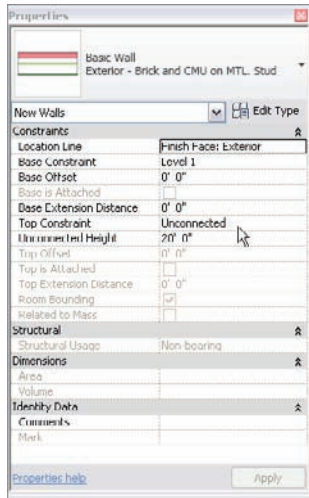 Properties
Basic Wall
Exterior - Brick and CMU on MTL. Stud
New Walls Edit Type
Constraints
Location Line Finish Face: Exterior
Base Constraint Level 1
Base Offset 0' 0"
Base is Attached
Base Extension Distance 0' 0"
Top Constraint Unconnected
Unconnected Height 20' 0"
Top Offset 0' 0"
Top is Attached
Top Extension Distance 0' 0"
Room Bounding
Related to Mass
Structural
Structural Usage Non-bearing
Dimensions
Area
Volume
Identity Data
Comments
Mark
Properties help Apply